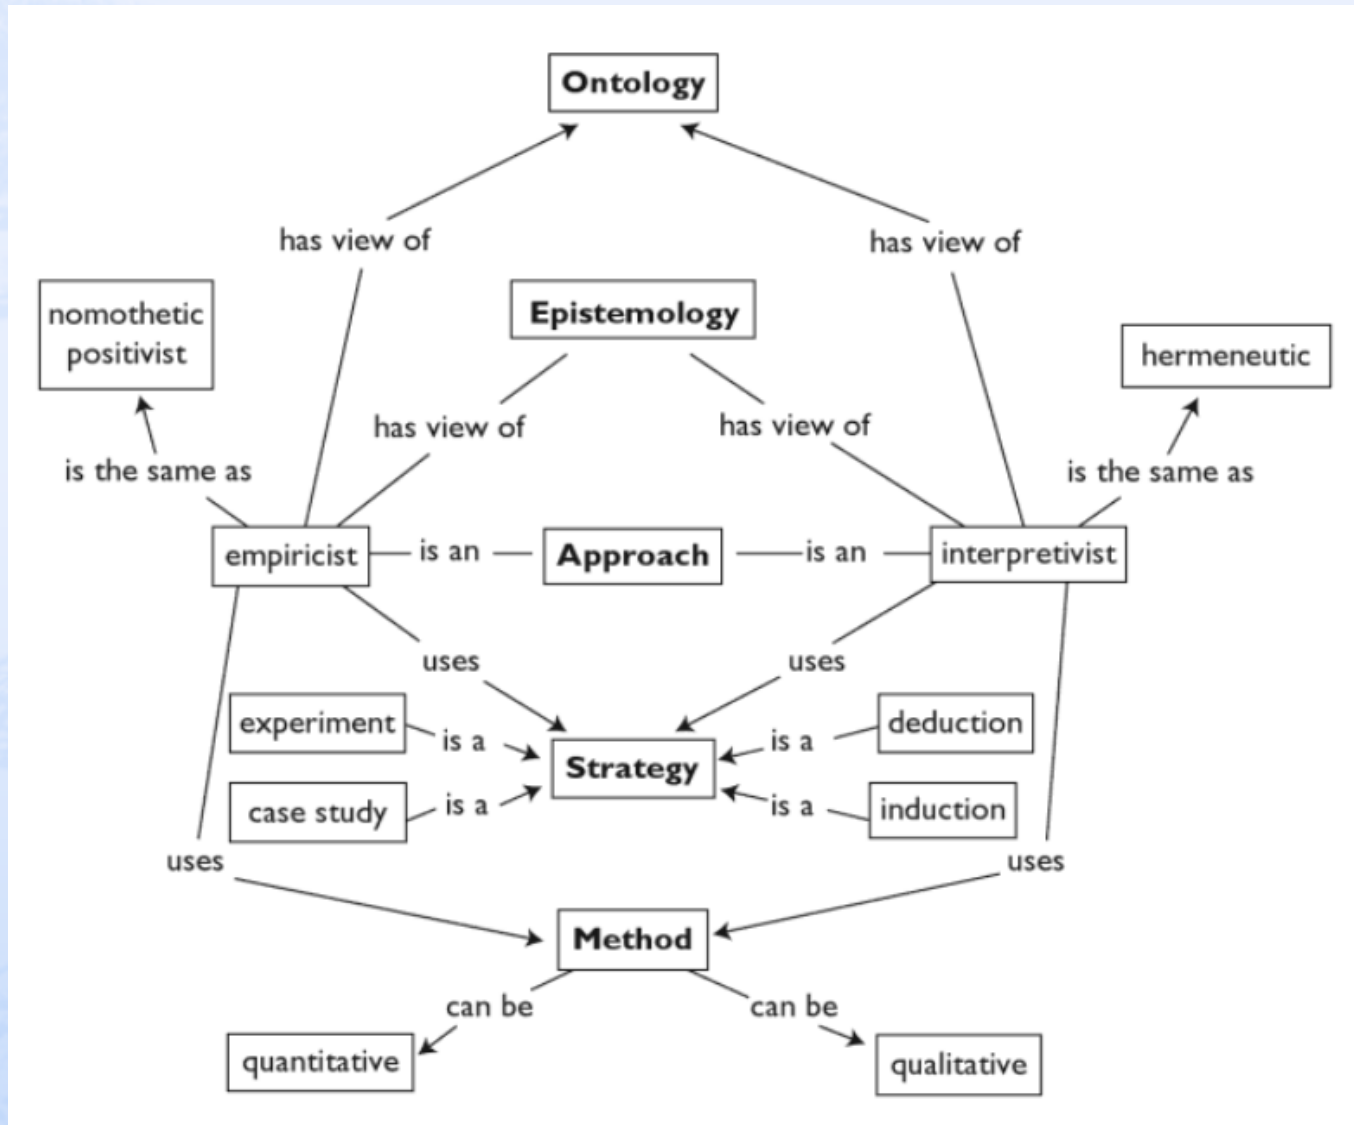 Ontology
has view of
has view of
nomothetic
positivist
Epistemology
hermeneutic
has view of
has view of
is the same as
is the same as
empiricist
is an
Approach
is an
interpretivist
uses
uses
experiment
is a
Strategy
is a
deduction
case study
is a
is a
induction
uses
uses
Method
can be
can be
quantitative
qualitative